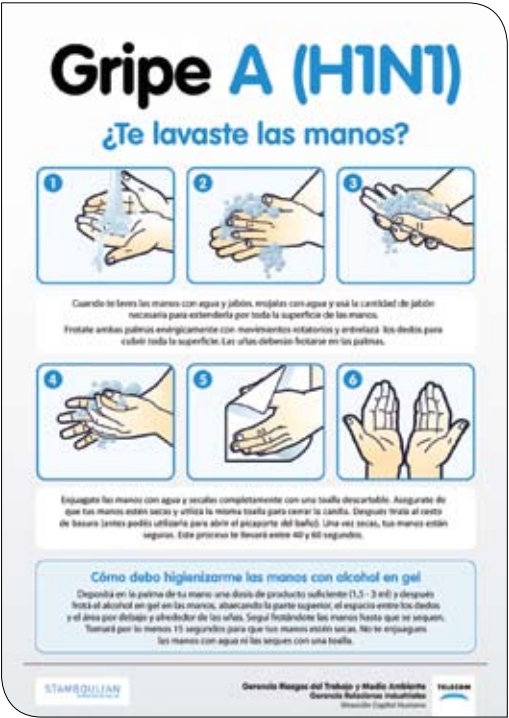 Gripe A (H1N1)
¿Te lavaste las manos?
1
2
3
Cuando te laves las manos con agua y jabón, mojalas con agua y usá la cantidad de jabón
necesaria para extenderla por toda la superficie de las manos.
Frotate ambas palmas enérgicamente con movimientos rotatorios y entrelazá los dedos para
cubrir toda la superficie. Las uñas deberán frotarse en las palmas.
4
5
6
Enjuagate las manos con agua y secalas completamente con una toalla descartable. Asegurate de
que tus manos estén secas y utilizá la misma toalla para cerrar la canilla. Después tirala al cesto
de basura (antes podés utilizarla para abrir el picaporte del baño). Una vez secas, tus manos están
seguras. Este proceso te llevará entre 40 y 60 segundos.
Cómo debo higienizarme las manos con alcohol en gel
Depositá en la palma de tu mano una dosis de producto suficiente (1,5 - 3 ml) y después
frotá el alcohol en gel en las manos, abarcando la parte superior, el espacio entre los dedos
y el área por debajo y alrededor de las uñas. Seguí frotándote las manos hasta que se sequen.
Tomará por lo menos 15 segundos para que tus manos estén secas. No te enjuagues
las manos con agua ni las seques con una toalla.
STAMBOULIAN
Gerencia Riesgos del Trabajo y Medio Ambiente
Gerencia Relaciones Industriales
Dirección Capital Humano
TELECOM